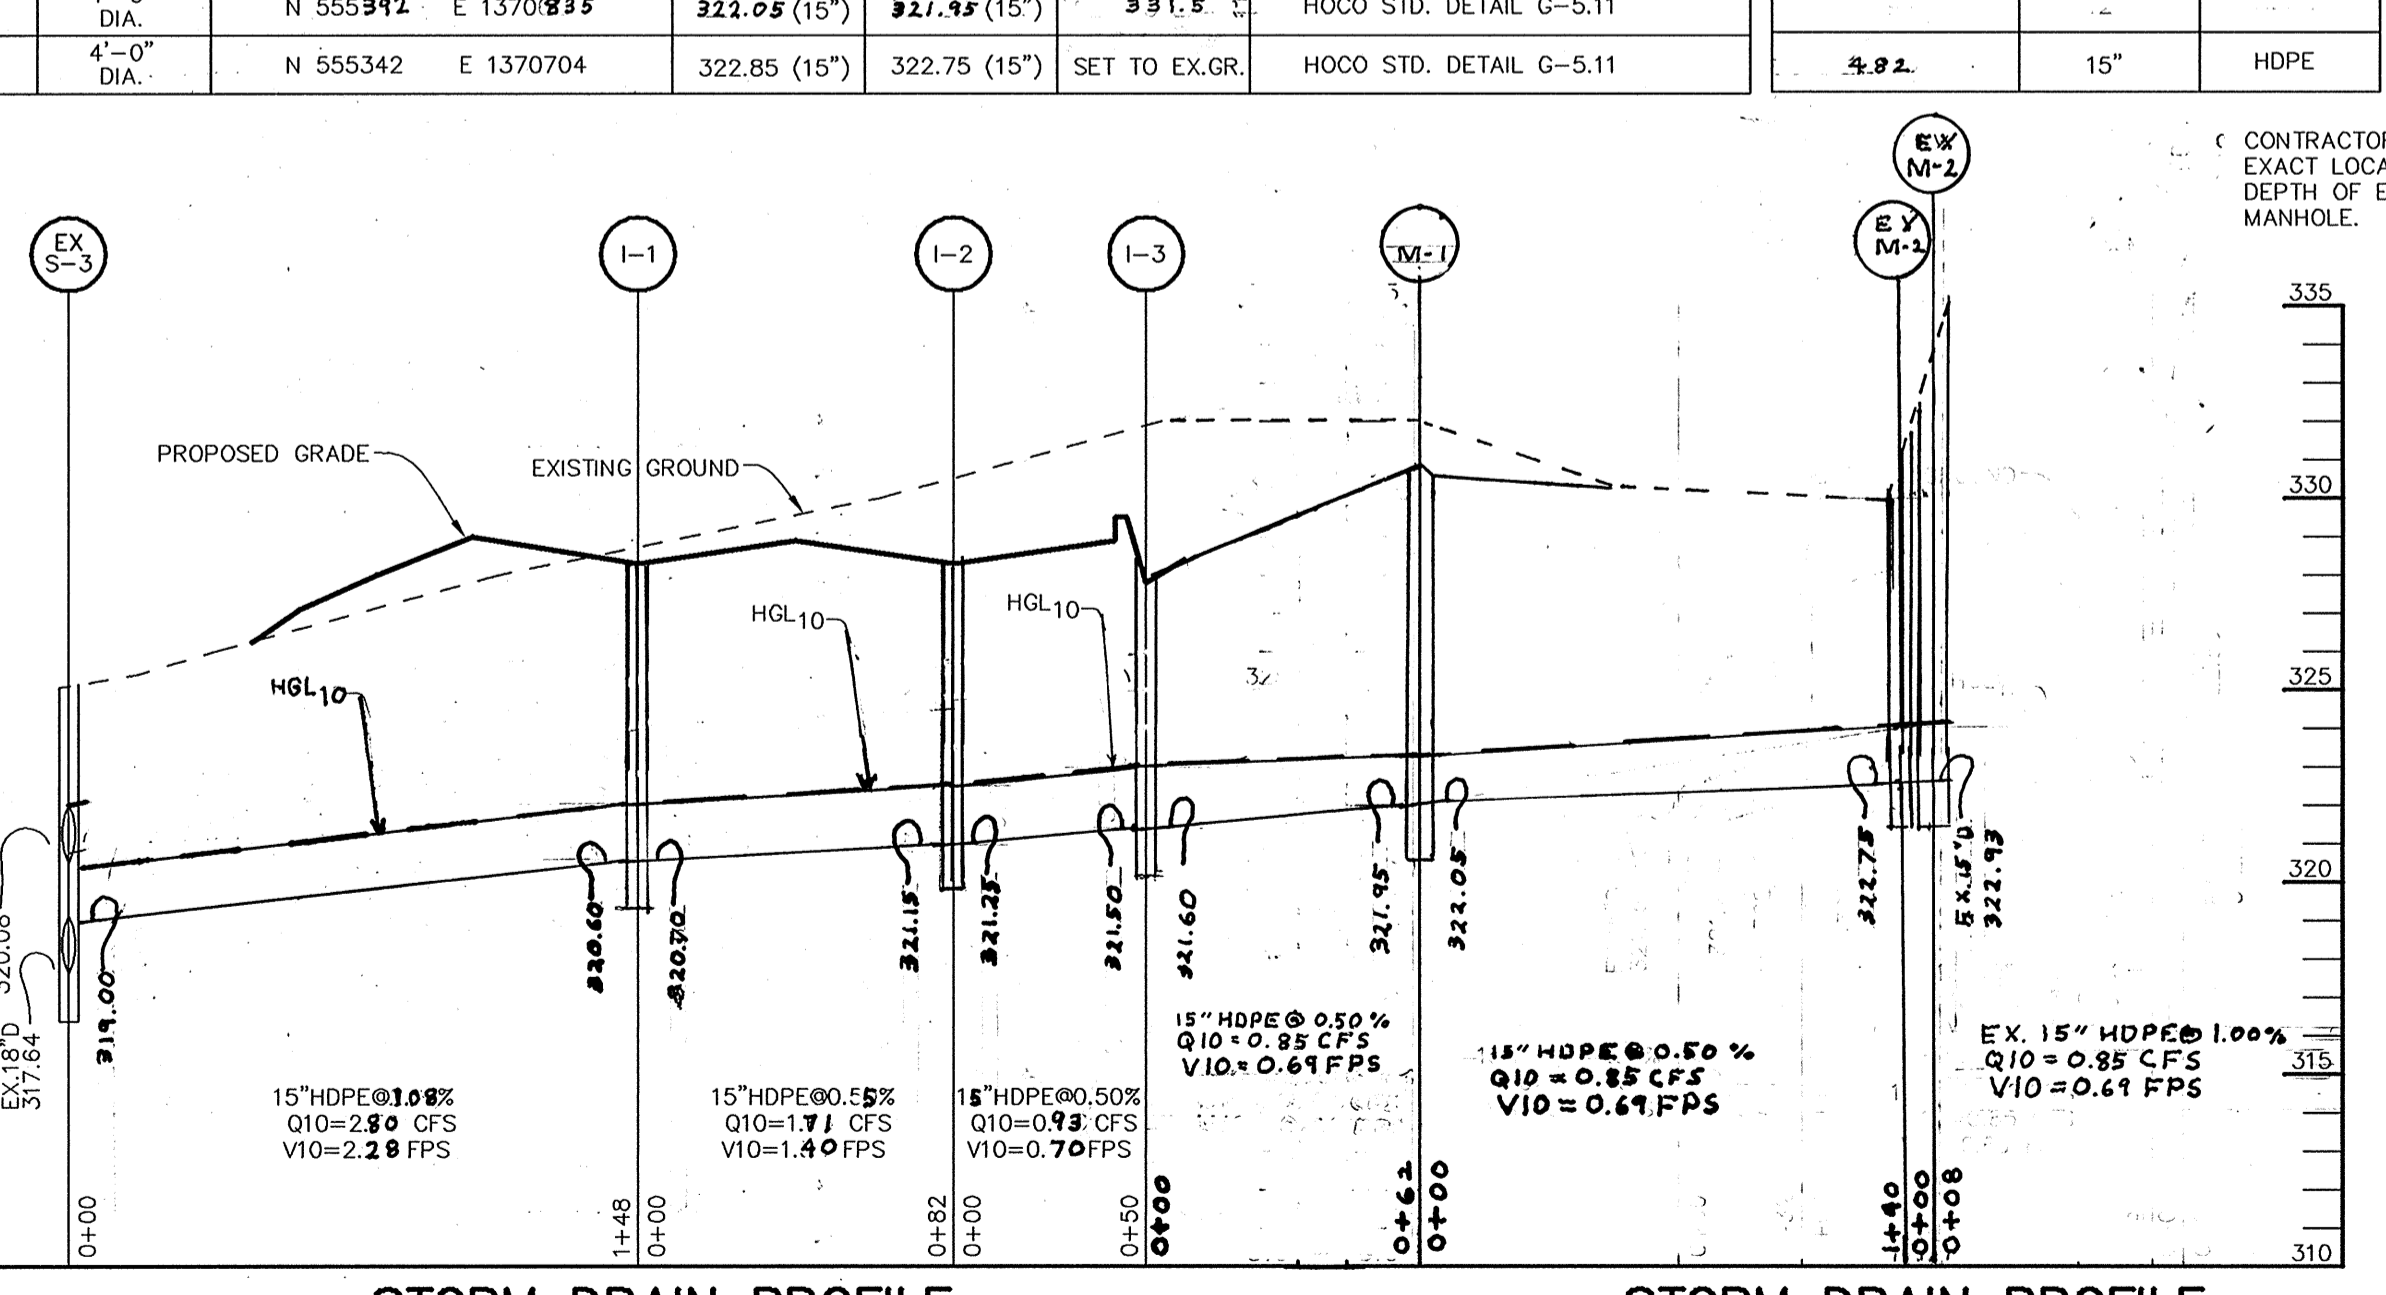 DIA.
N 555392 E 1370835
322.05 (15")
321.95 (15")
331.5
HOCO STD. DETAIL G-5.11
4'-0"
DIA.
N 555342 E 1370704
322.85 (15")
322.75 (15")
SET TO EX.GR.
HOCO STD. DETAIL G-5.11
482
15"
HDPE
EX
M-2
CONTRACTOR
EXACT LOCA
DEPTH OF E
MANHOLE.
EX
S-3
I-1
I-2
I-3
M-1
EX
M-2
335
PROPOSED GRADE
EXISTING GROUND
330
HGL10
HGL10
HGL10
325
320
315
310
EX.18"D
317.64
319.00
320.60
320.70
321.15
321.25
321.50
321.60
321.95
322.05
322.75
EX.15"D
322.93
15"HDPE@1.08%
Q10=2.80 CFS
V10=2.28 FPS
15"HDPE@0.55%
Q10=1.71 CFS
V10=1.40 FPS
15"HDPE@0.50%
Q10=0.93 CFS
V10=0.70 FPS
15" HDPE@ 0.50%
Q10=0.85 CFS
V10=0.69 FPS
15" HDPE@ 0.50%
Q10=0.85 CFS
V10=0.69 FPS
EX. 15" HDPE@ 1.00%
Q10=0.85 CFS
V10=0.69 FPS
0+00
1+48
0+00
0+82
0+00
0+50
0+00
0+62
0+00
1+40
0+00
0+08
STORM DRAIN PROFILE
STORM DRAIN PROFILE